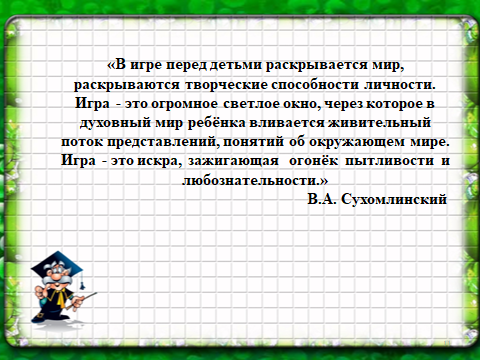 «В игре перед детьми раскрывается мир,
раскрываются творческие способности личности.
Игра - это огромное светлое окно, через которое в
духовный мир ребёнка вливается живительный
поток представлений, понятий об окружающем мире.
Игра - это искра, зажигающая огонёк пытливости и
любознательности.»
В.А. Сухомлинский